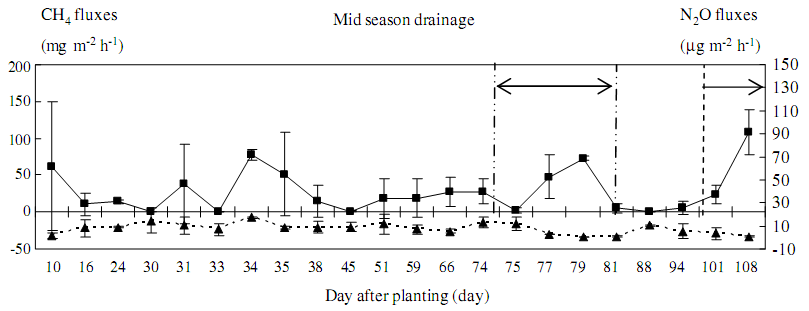 CH₄ fluxes
(mg m⁻² h⁻¹)
Mid season drainage
N₂O fluxes
(µg m⁻² h⁻¹)
200
150
100
50
0
-50
150
130
110
90
70
50
30
10
-10
10 16 24 30 31 33 34 35 38 45 51 59 66 74 75 77 79 81 88 94 101 108
Day after planting (day)